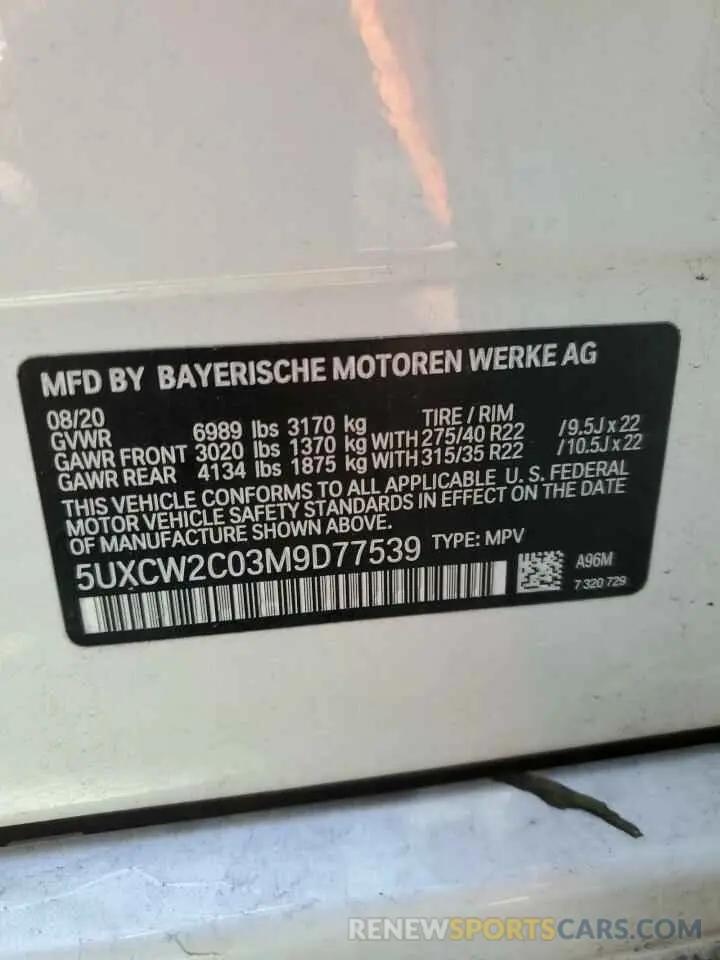 MFD BY BAYERISCHE MOTOREN WERKE AG
08/20 TIRE / RIM
GVWR 6989 lbs 3170 kg
GAWR FRONT 3020 lbs 1370 kg WITH 275/40 R22 / 9.5J x 22
GAWR REAR 4134 lbs 1875 kg WITH 315/35 R22 / 10.5J x 22
THIS VEHICLE CONFORMS TO ALL APPLICABLE U. S. FEDERAL
MOTOR VEHICLE SAFETY STANDARDS IN EFFECT ON THE DATE
OF MANUFACTURE SHOWN ABOVE.
5UXCW2C03M9D77539 TYPE: MPV
A96M
7 320 729
RENEWSPORTSCARS.COM